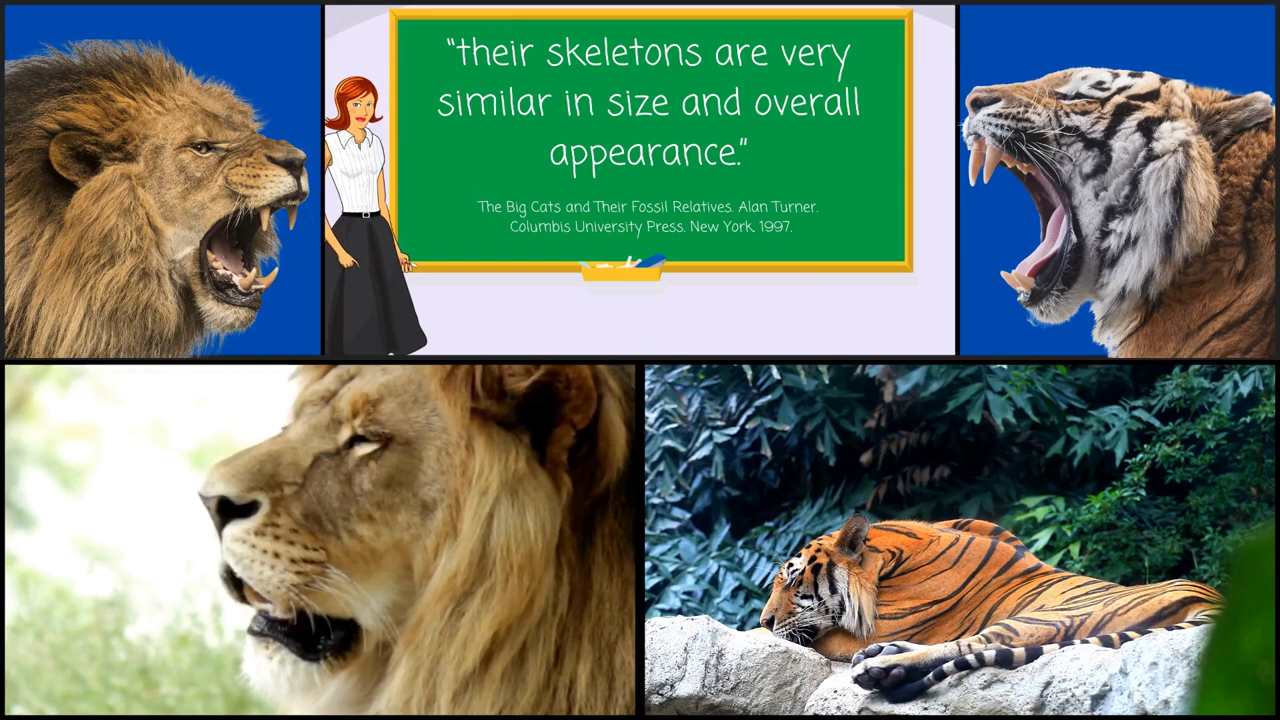 "their skeletons are very
similar in size and overall
appearance."
The Big Cats and Their Fossil Relatives. Alan Turner.
Columbis University Press. New York. 1997.